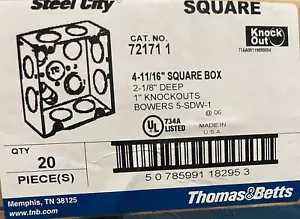 Steel City® SQUARE
CAT. NO.
72171 1
Knock Out
4-11/16" SQUARE BOX
2-1/8" DEEP
1" KNOCKOUTS
BOWERS 5-SDW-1
@ 06
UL 734A
LISTED
MADE IN U•S•A
QTY
20
PIECE(S)
5 0 785991 18295 3
Memphis, TN 38125
www.tnb.com
Thomas&Betts